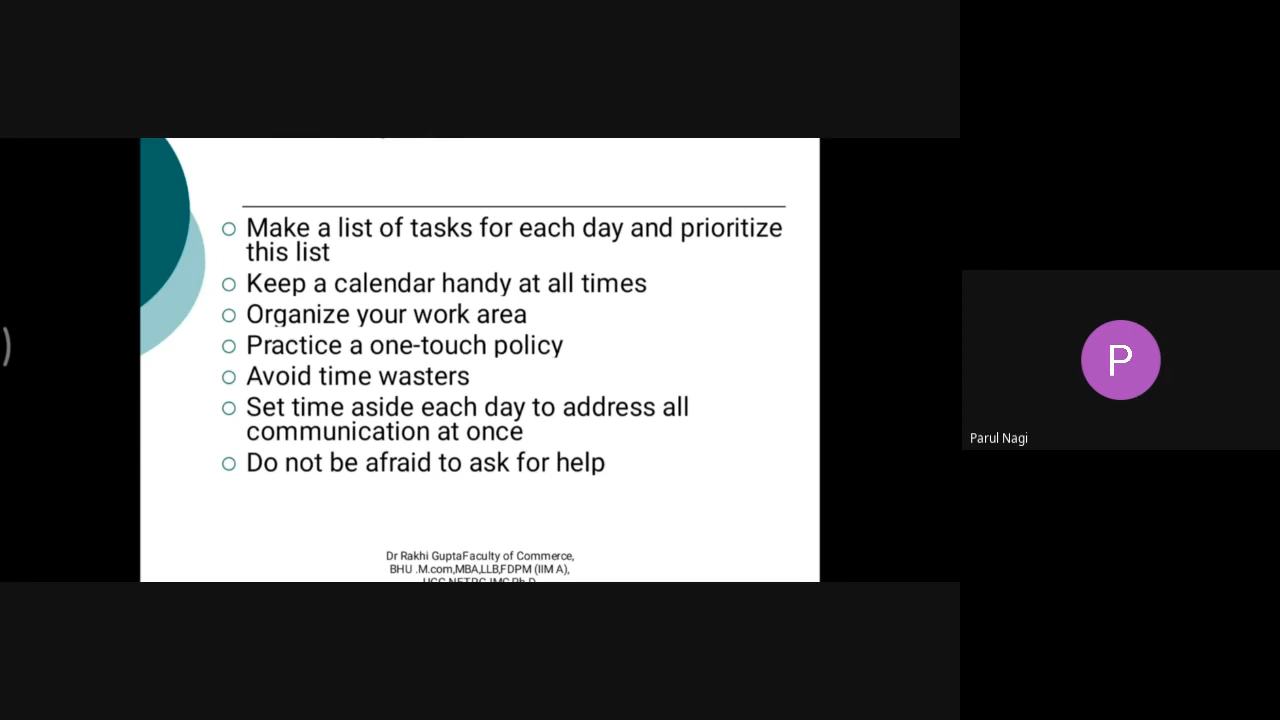 Make a list of tasks for each day and prioritize
this list
Keep a calendar handy at all times
Organize your work area
Practice a one-touch policy
Avoid time wasters
Set time aside each day to address all
communication at once
Do not be afraid to ask for help
Dr Rakhi GuptaFaculty of Commerce,
BHU .M.com,MBA,LLB,FDPM (IIM A),
P
Parul Nagi